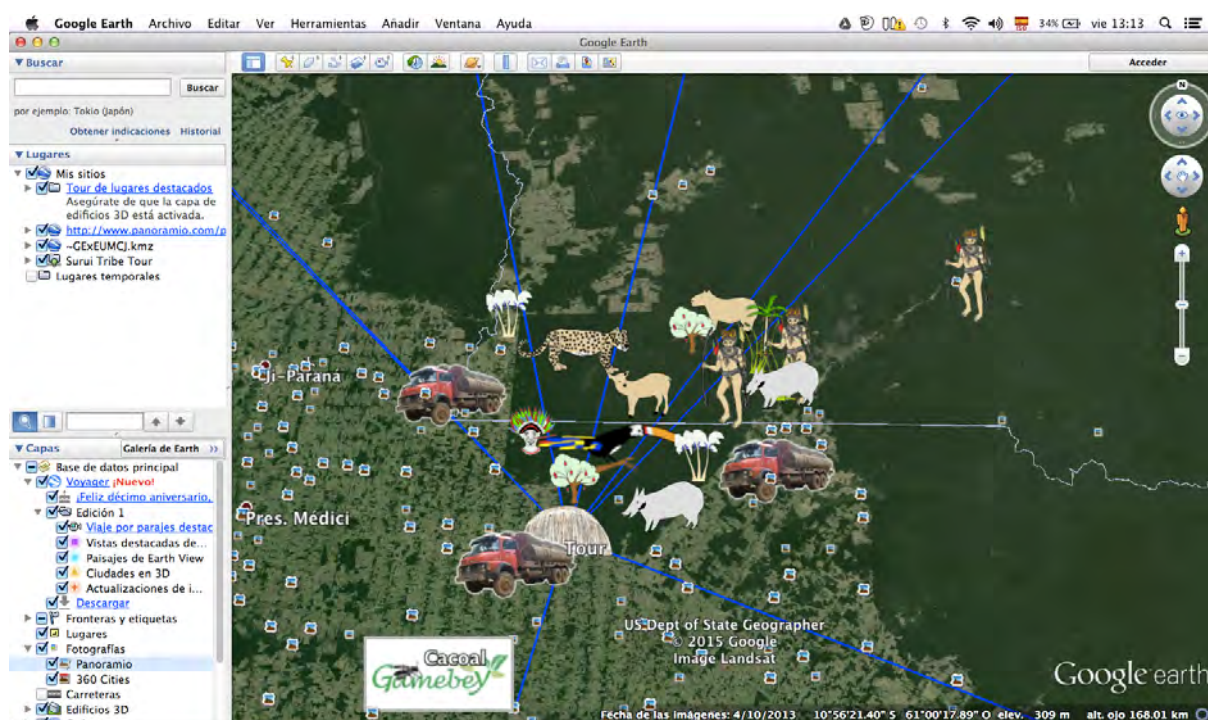 Google Earth Archivo Editar Ver Herramientas Añadir Ventana Ayuda
34% vie 13:13
Google Earth
Buscar
Acceder
Buscar
por ejemplo: Tokio (Japón)
Obtener indicaciones Historial
Lugares
Mis sitios
Tour de lugares destacados
Asegúrate de que la capa de
edificios 3D está activada.
http://www.panoramio.com/p
~GExEUMCJ.kmz
Surui Tribe Tour
Lugares temporales
Capas
Galería de Earth »
Base de datos principal
Voyager ¡Nuevo!
¡Feliz décimo aniversario,
Edición 1
Viaje por parajes destac
Vistas destacadas de...
Paisajes de Earth View
Ciudades en 3D
Actualizaciones de i...
Descargar
Fronteras y etiquetas
Lugares
Fotografías
Panoramio
360 Cities
Carreteras
Edificios 3D
N
Ji-Paraná
Pres. Médici
Tour
US Dept of State Geographer
© 2015 Google
Image Landsat
Cacoal
Gamebey
Google earth
Fecha de las imágenes: 4/10/2013 10°56'21.40" S 61°00'17.89" O elev. 309 m alt. ojo 168.01 km